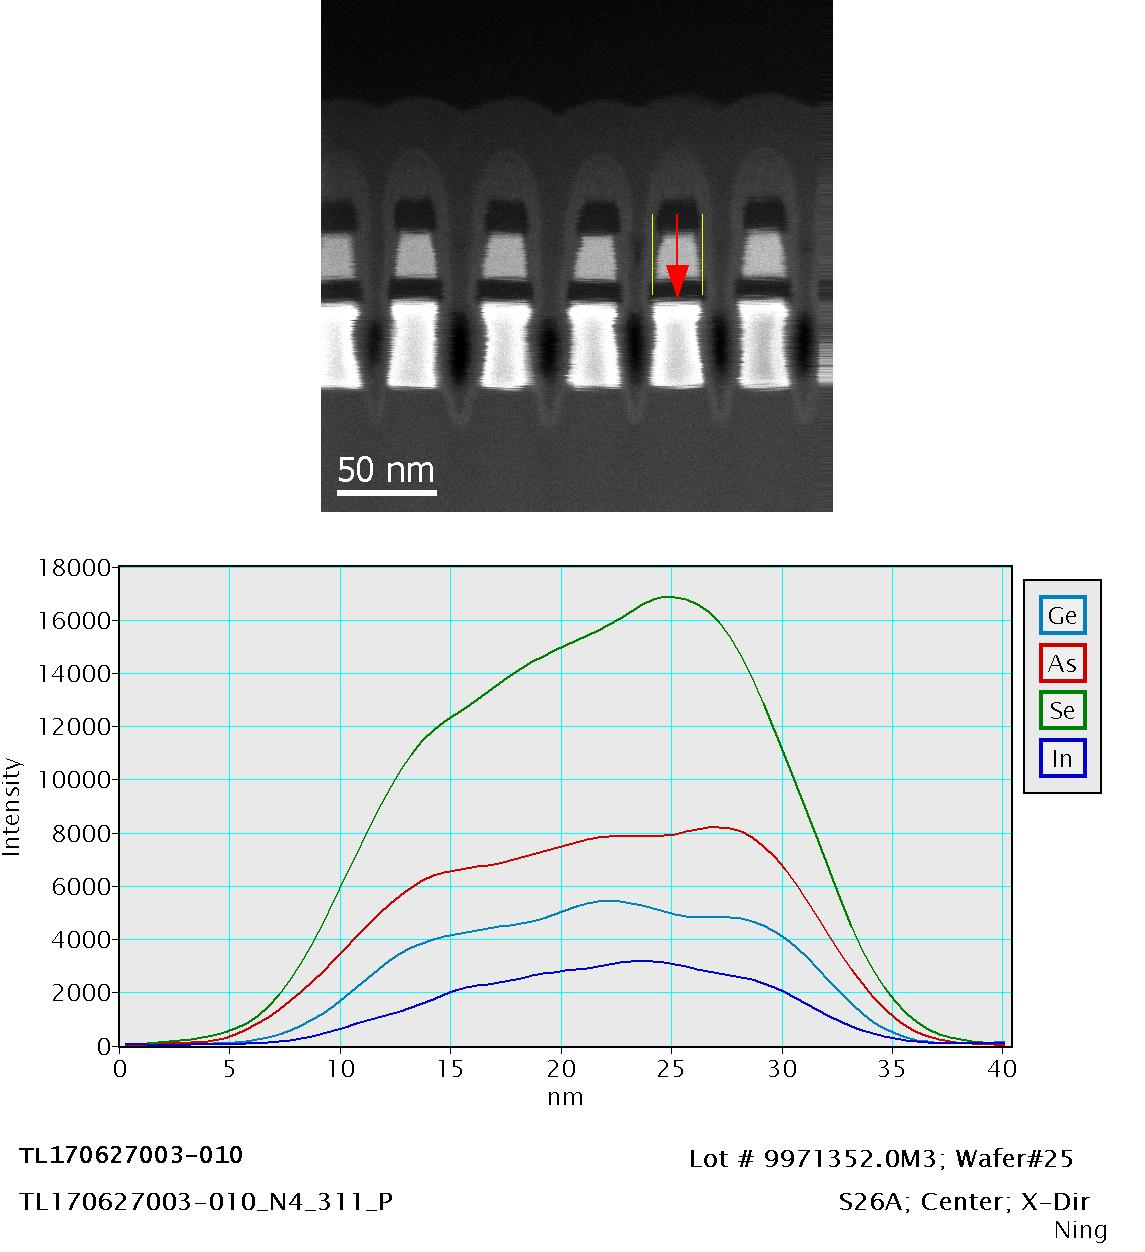 50 nm
18000
16000
14000
12000
10000
8000
6000
4000
2000
0
Intensity
0 5 10 15 20 25 30 35 40
nm
Ge
As
Se
In
TL170627003-010
Lot # 9971352.0M3; Wafer#25
TL170627003-010_N4_311_P
S26A; Center; X-Dir
Ning